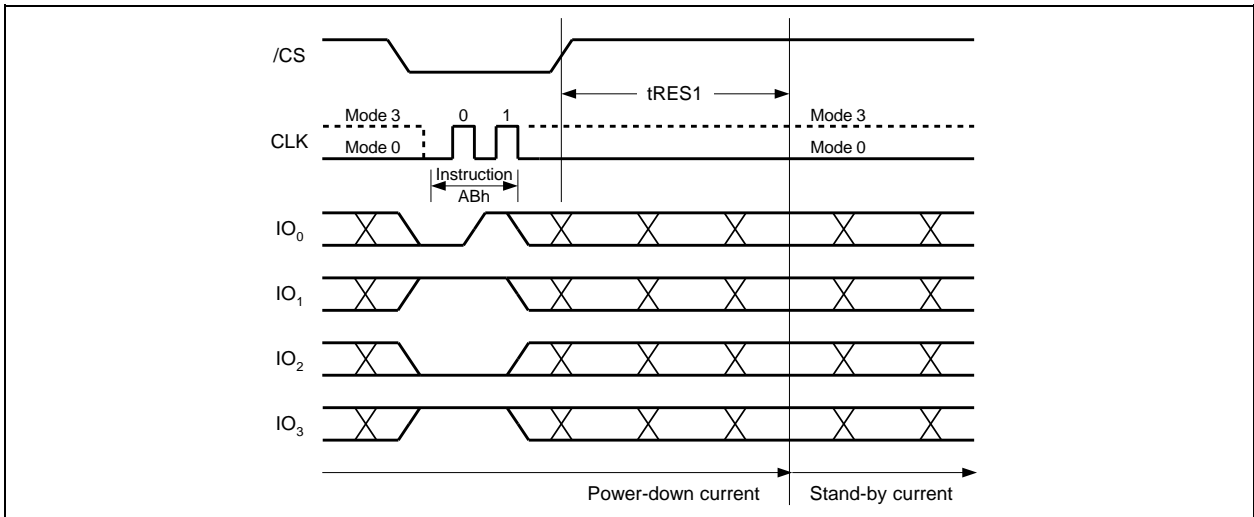 /CS
tRES1
Mode 3 0 1 Mode 3
CLK
Mode 0 Mode 0
Instruction
ABh
IO0
IO1
IO2
IO3
Power-down current Stand-by current